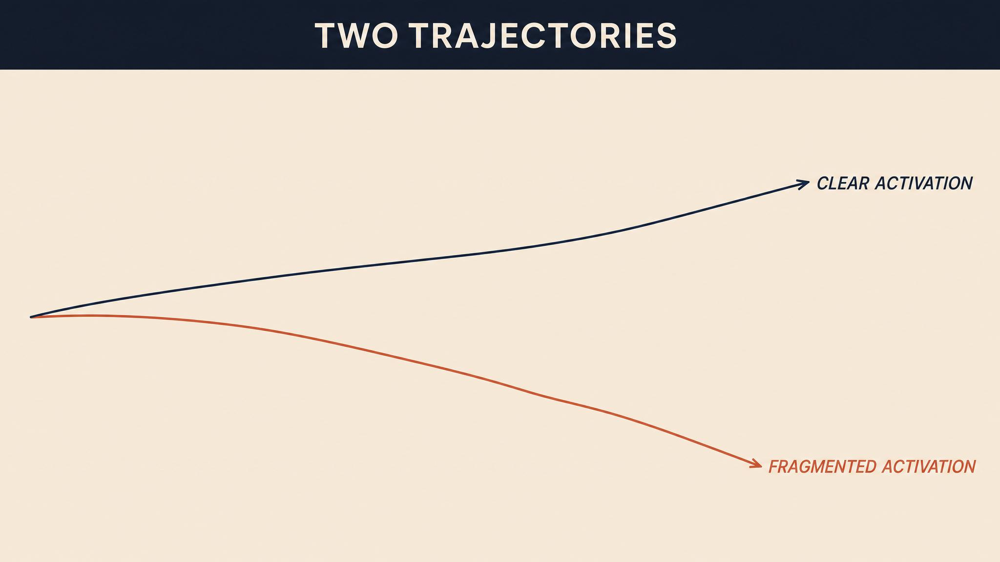 TWO TRAJECTORIES
CLEAR ACTIVATION
FRAGMENTED ACTIVATION